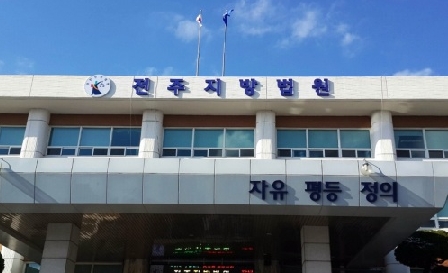 전주지방법원
자유 평등 정의